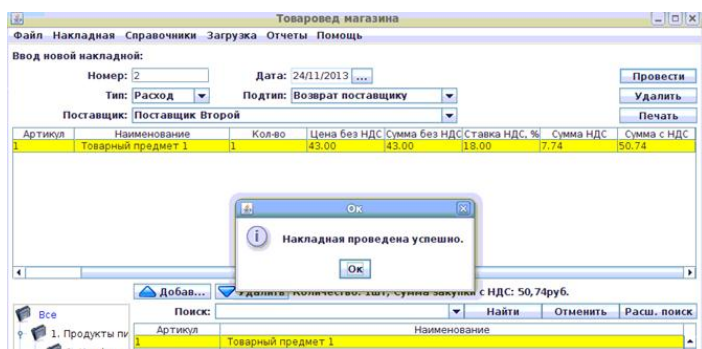 Товаровед магазина
Файл Накладная Справочники Загрузка Отчеты Помощь
Ввод новой накладной:
Номер: 2 Дата: 24/11/2013 ... Провести
Тип: Расход Подтип: Возврат поставщику Удалить
Поставщик: Поставщик Второй Печать
Артикул Наименование Кол-во Цена без НДС Сумма без НДС Ставка НДС, % Сумма НДС Сумма с НДС
1 Товарный предмет 1 1 43.00 43.00 18.00 7.74 50.74
Ок
Накладная проведена успешно.
Ок
Добав... Удалить Количество: 1шт, Сумма закупки с НДС: 50,74руб.
Все Поиск: Найти Отменить Расш. поиск
1. Продукты пи Артикул Наименование
1 Товарный предмет 1